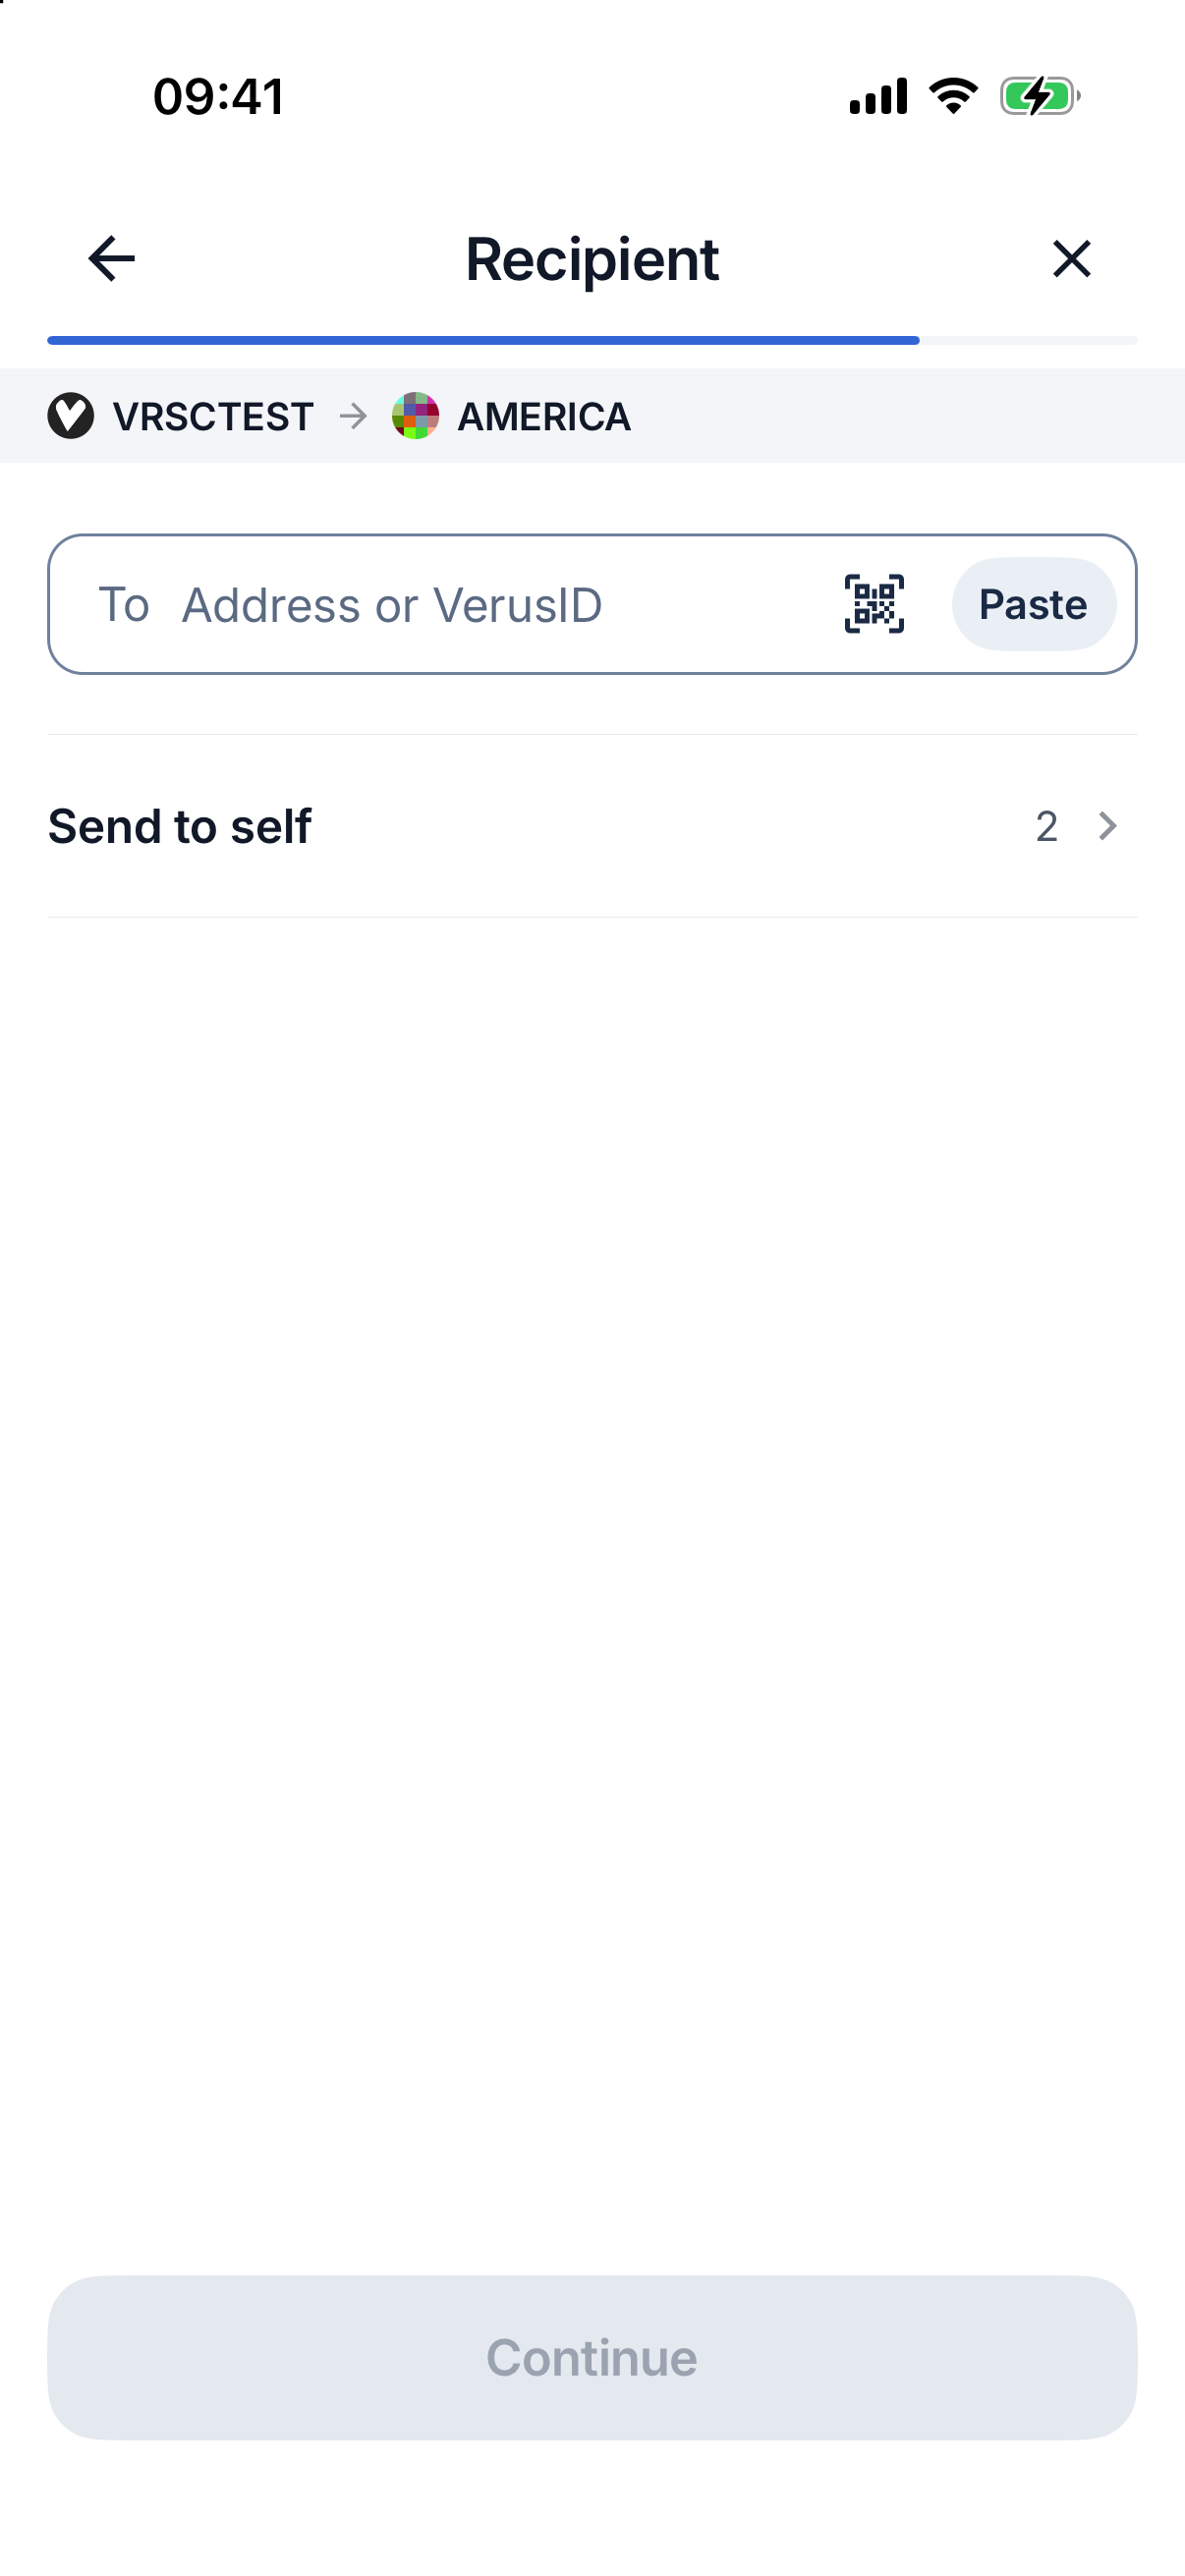 09:41
Recipient
VRSCTEST → AMERICA
To Address or VerusID Paste
Send to self 2
Continue